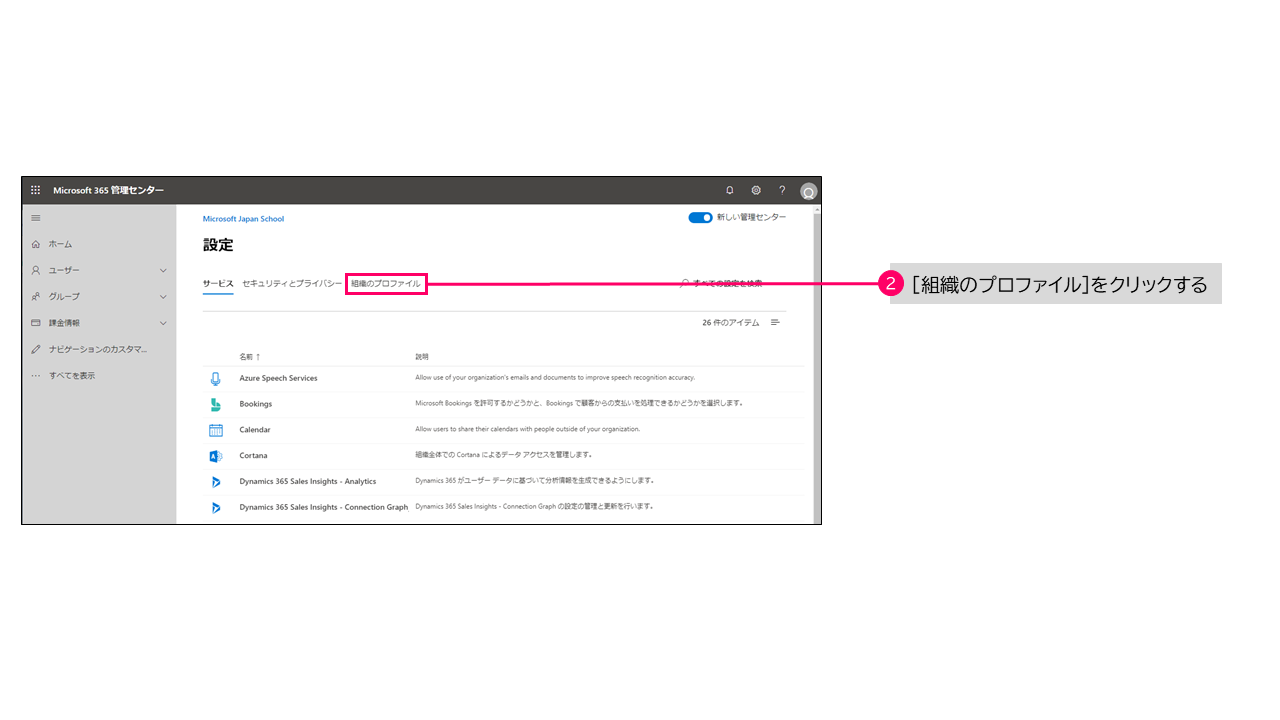 Microsoft 365 管理センター
Microsoft Japan School
新しい管理センター
設定
サービス セキュリティとプライバシー 組織のプロファイル すべての設定を検索
2 [組織のプロファイル]をクリックする
ホーム
ユーザー
グループ
課金情報
ナビゲーションのカスタマ...
すべてを表示
26 件のアイテム
名前 ↑ 説明
Azure Speech Services Allow use of your organization's emails and documents to improve speech recognition accuracy.
Bookings Microsoft Bookings を許可するかどうかと、Bookings で顧客からの支払いを処理できるかどうかを選択します。
Calendar Allow users to share their calendars with people outside of your organization.
Cortana 組織全体での Cortana によるデータ アクセスを管理します。
Dynamics 365 Sales Insights - Analytics Dynamics 365 がユーザー データに基づいて分析情報を生成できるようにします。
Dynamics 365 Sales Insights - Connection Graph Dynamics 365 Sales Insights - Connection Graph の設定の管理と更新を行います。